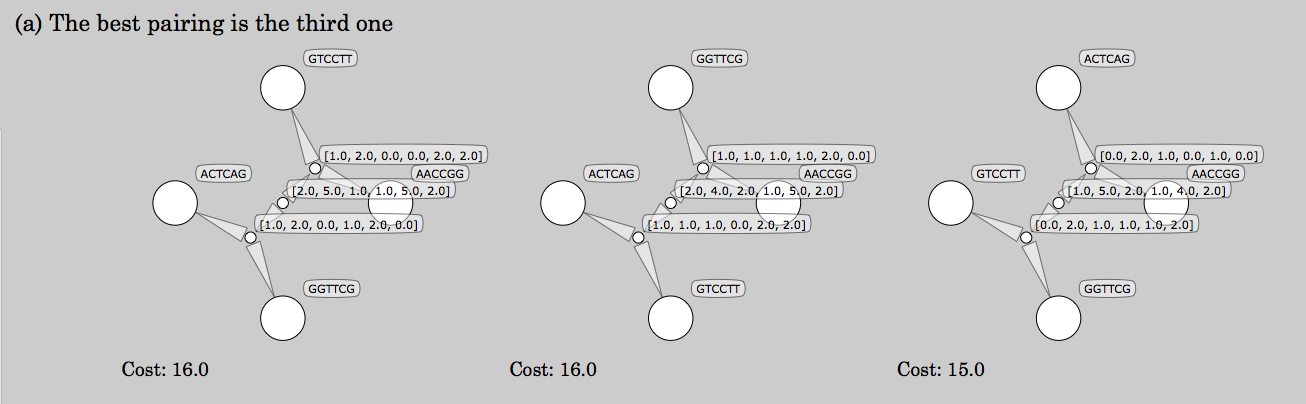 (a) The best pairing is the third one
GTCCTT
[1.0, 2.0, 0.0, 0.0, 2.0, 2.0]
ACTCAG
AACCGG
[2.0, 5.0, 1.0, 1.0, 5.0, 2.0]
[1.0, 2.0, 0.0, 1.0, 2.0, 0.0]
GGTTCG
Cost: 16.0
GGTTCG
[1.0, 1.0, 1.0, 1.0, 2.0, 0.0]
ACTCAG
AACCGG
[2.0, 4.0, 2.0, 1.0, 5.0, 2.0]
[1.0, 1.0, 1.0, 0.0, 2.0, 2.0]
GTCCTT
Cost: 16.0
ACTCAG
[0.0, 2.0, 1.0, 0.0, 1.0, 0.0]
GTCCTT
AACCGG
[1.0, 5.0, 2.0, 1.0, 4.0, 2.0]
[0.0, 2.0, 1.0, 1.0, 1.0, 2.0]
GGTTCG
Cost: 15.0